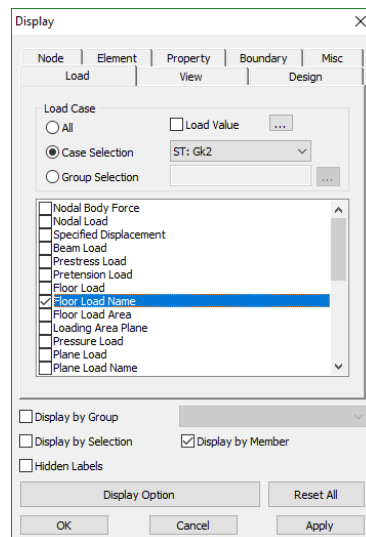 Display
Node Element Property Boundary Misc
Load View Design
Load Case
All Load Value ...
Case Selection ST: Gk2
Group Selection ...
Nodal Body Force
Nodal Load
Specified Displacement
Beam Load
Prestress Load
Pretension Load
Floor Load
Floor Load Name
Floor Load Area
Loading Area Plane
Pressure Load
Plane Load
Plane Load Name
Display by Group
Display by Selection Display by Member
Hidden Labels
Display Option Reset All
OK Cancel Apply